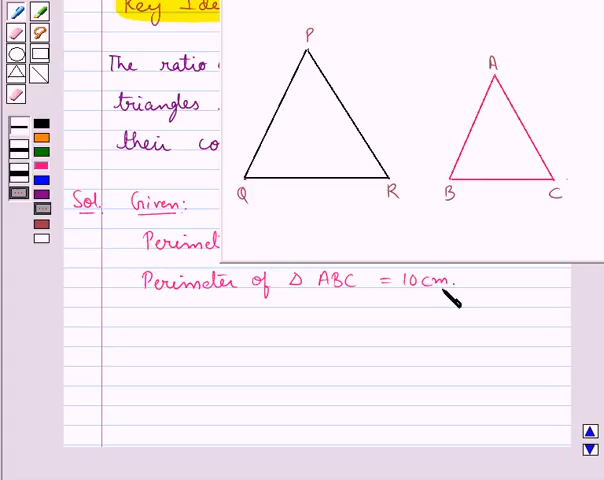 Key Ide
The ratio
triangles
their co
P
Q
R
A
B
C
Sol. Given:
Perimet
Perimeter of Δ ABC = 10 cm.